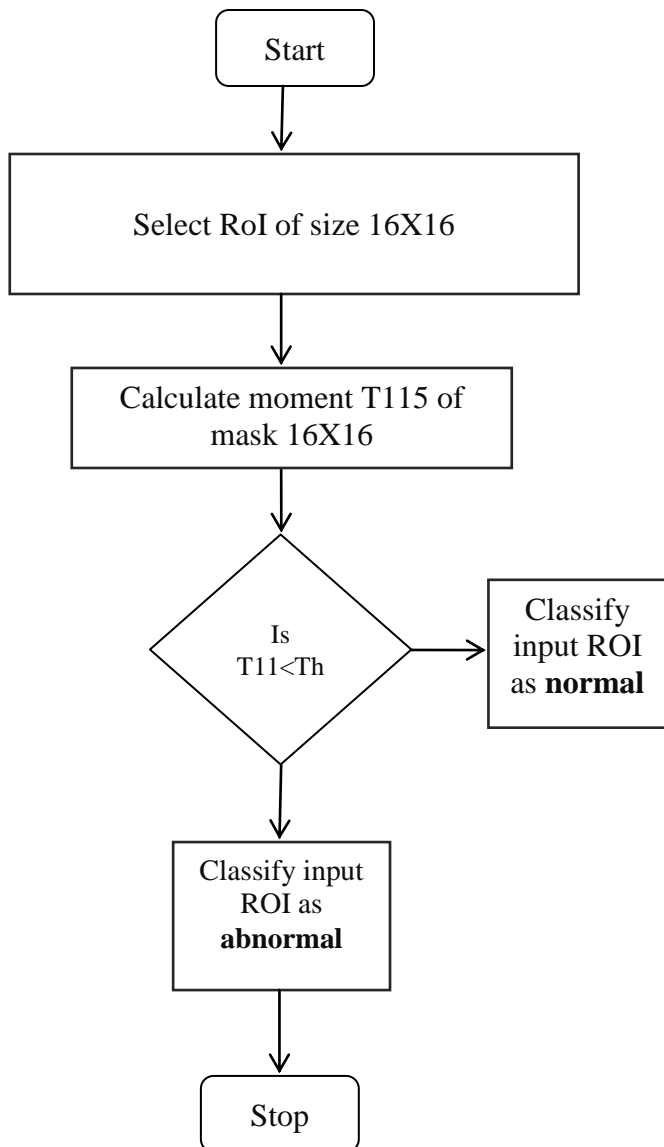 Start
Select RoI of size 16X16
Calculate moment T115 of
mask 16X16
Is
T11<Th
Classify
input ROI
as normal
Classify input
ROI as
abnormal
Stop